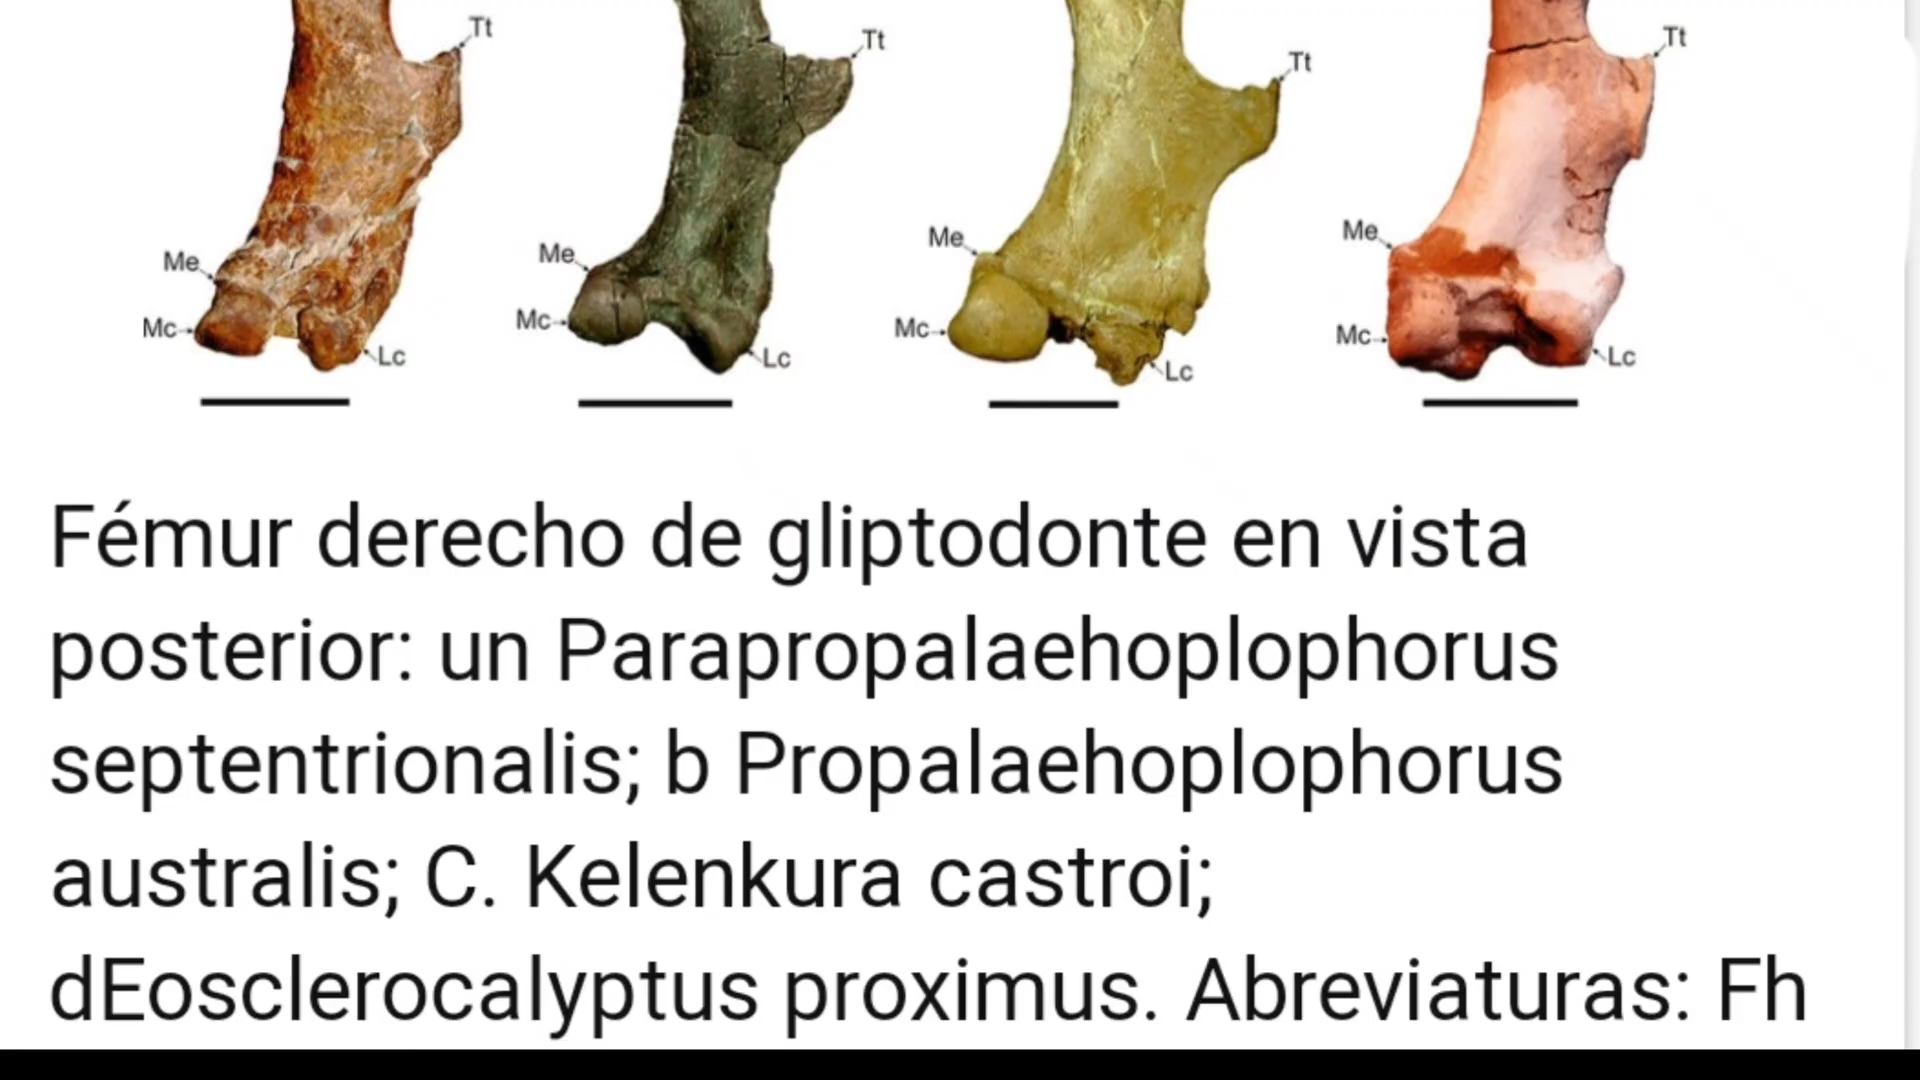 Tt Tt Tt Tt
Me Me Me Me
Mc Mc Mc Mc
Lc Lc Lc Lc
Fémur derecho de gliptodonte en vista
posterior: un Parapropalaehoplophorus
septentrionalis; b Propalaehoplophorus
australis; C. Kelenkura castroi;
dEosclerocalyptus proximus. Abreviaturas: Fh